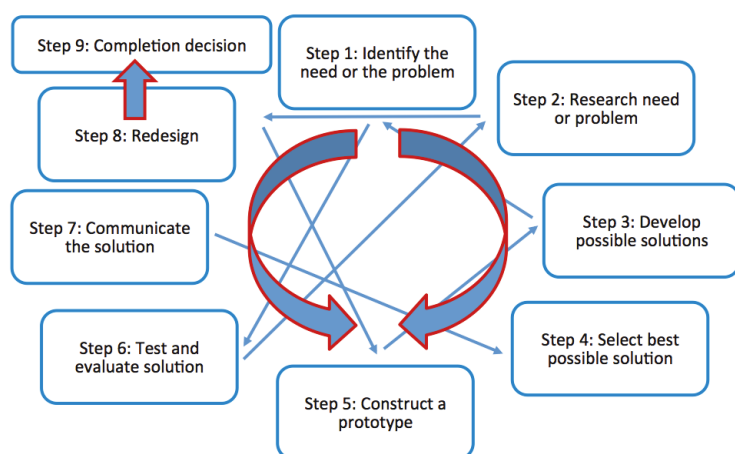 Step 9: Completion decision
Step 1: Identify the
need or the problem
Step 2: Research need
or problem
Step 8: Redesign
Step 7: Communicate
the solution
Step 3: Develop
possible solutions
Step 6: Test and
evaluate solution
Step 4: Select best
possible solution
Step 5: Construct a
prototype